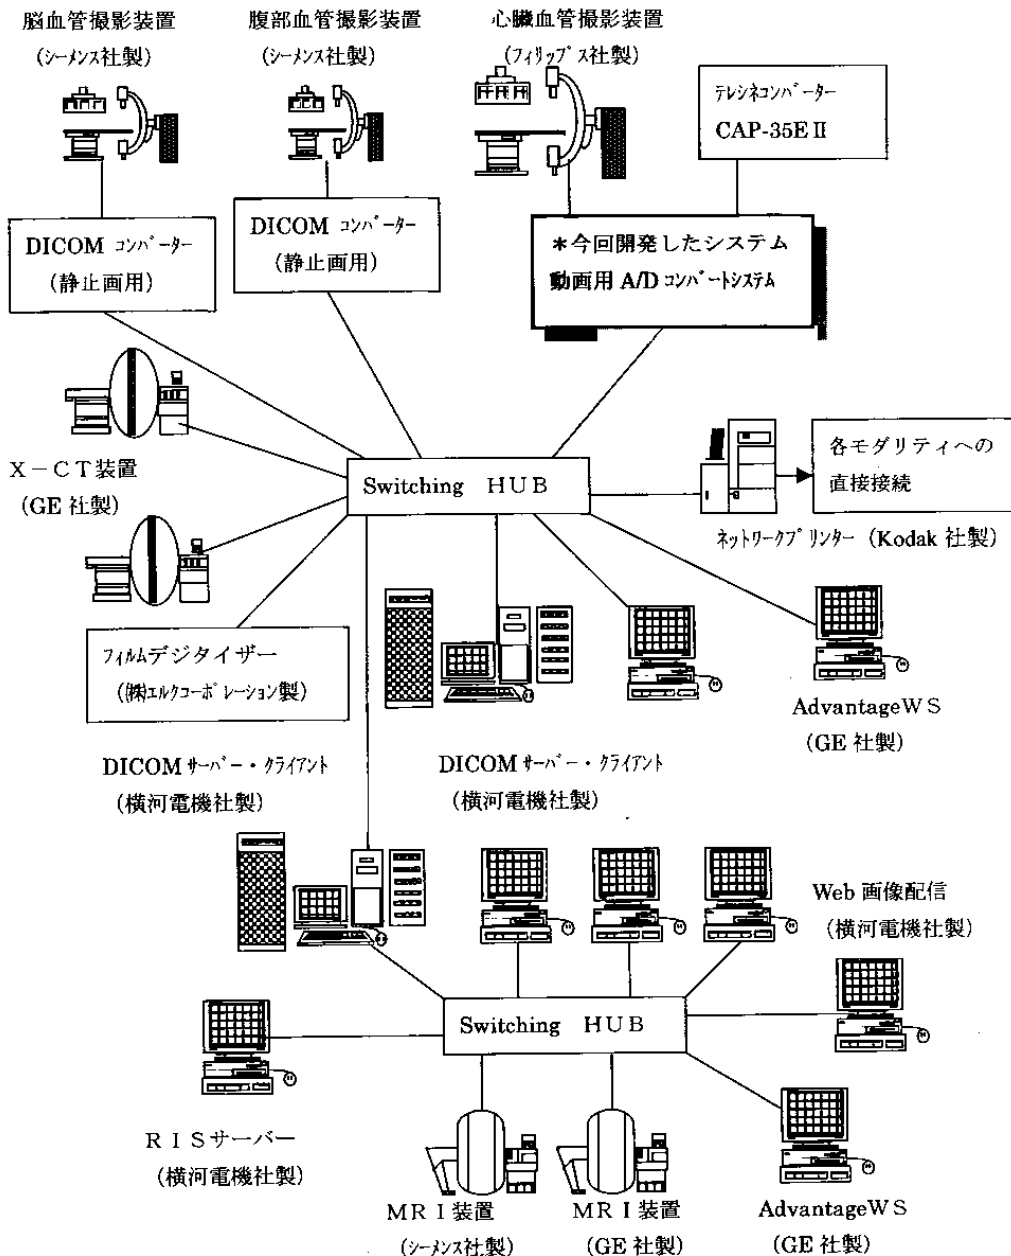 脳血管撮影装置
(ｼｰﾒﾝｽ社製)
腹部血管撮影装置
(ｼｰﾒﾝｽ社製)
心臓血管撮影装置
(ﾌｨﾘｯﾌﾟｽ社製)
ﾃﾚｼﾈｺﾝﾊﾞｰﾀｰ
CAP-35EⅡ
DICOM ｺﾝﾊﾞｰﾀｰ
(静止画用)
DICOM ｺﾝﾊﾞｰﾀｰ
(静止画用)
＊今回開発したシステム
動画用 A/D ｺﾝﾊﾞｰﾄｼｽﾃﾑ
Ｘ－ＣＴ装置
(GE 社製)
Switching ＨＵＢ
各モダリティへの
直接接続
ﾈｯﾄﾜｰｸﾌﾟﾘﾝﾀｰ (Kodak 社製)
ﾌｨﾙﾑデジタイザー
(㈱ｴﾙｸｺｰﾎﾟﾚｰｼｮﾝ製)
AdvantageＷＳ
(GE 社製)
DICOM ｻｰﾊﾞｰ・ｸﾗｲｱﾝﾄ
(横河電機社製)
DICOM ｻｰﾊﾞｰ・ｸﾗｲｱﾝﾄ
(横河電機社製)
Web 画像配信
(横河電機社製)
Switching ＨＵＢ
ＲＩＳサーバー
(横河電機社製)
ＭＲＩ装置
(ｼｰﾒﾝｽ社製)
ＭＲＩ装置
(GE 社製)
AdvantageＷＳ
(GE 社製)